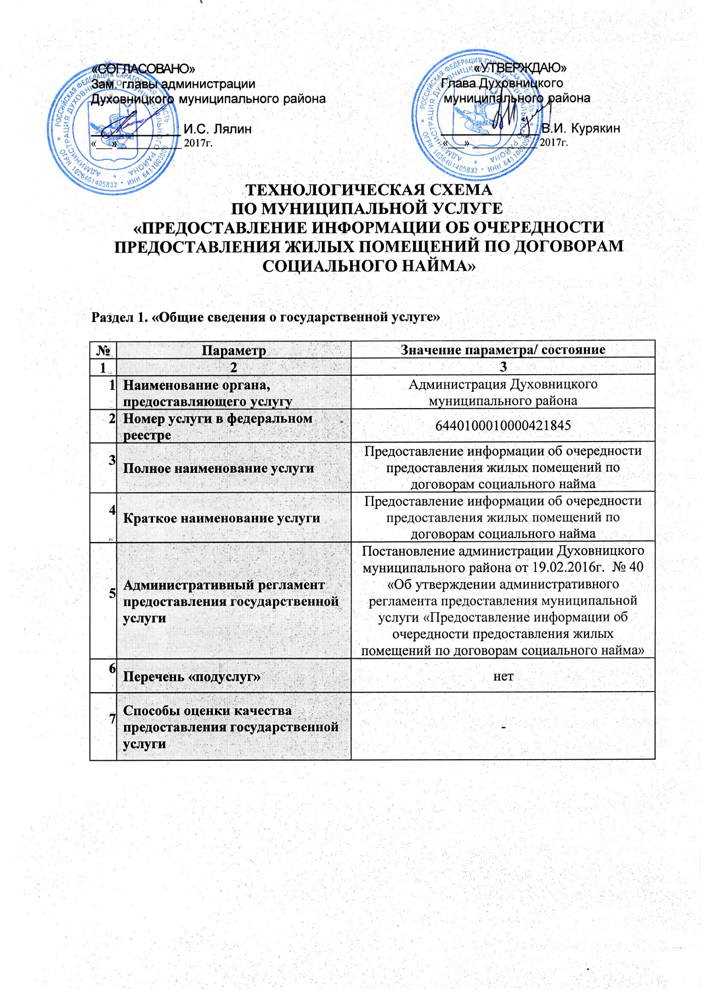 «СОГЛАСОВАНО»
Зам. главы администрации
Духовницкого муниципального района
_____________ И.С. Лялин
«___»____________ 2017г.
«УТВЕРЖДАЮ»
Глава Духовницкого
муниципального района
_____________ В.И. Курякин
«___» ____________ 2017г.
ТЕХНОЛОГИЧЕСКАЯ СХЕМА
ПО МУНИЦИПАЛЬНОЙ УСЛУГЕ
«ПРЕДОСТАВЛЕНИЕ ИНФОРМАЦИИ ОБ ОЧЕРЕДНОСТИ
ПРЕДОСТАВЛЕНИЯ ЖИЛЫХ ПОМЕЩЕНИЙ ПО ДОГОВОРАМ
СОЦИАЛЬНОГО НАЙМА»
Раздел 1. «Общие сведения о государственной услуге»
№ Параметр Значение параметра/ состояние
1 2 3
1 Наименование органа,
предоставляющего услугу
Администрация Духовницкого
муниципального района
2 Номер услуги в федеральном
реестре
6440100010000421845
3 Полное наименование услуги
Предоставление информации об очередности
предоставления жилых помещений по
договорам социального найма
4 Краткое наименование услуги
Предоставление информации об очередности
предоставления жилых помещений по
договорам социального найма
5 Административный регламент
предоставления государственной
услуги
Постановление администрации Духовницкого
муниципального района от 19.02.2016г. № 40
«Об утверждении административного
регламента предоставления муниципальной
услуги «Предоставление информации об
очередности предоставления жилых
помещений по договорам социального найма»
6 Перечень «подуслуг» нет
7 Способы оценки качества
предоставления государственной
услуги
-